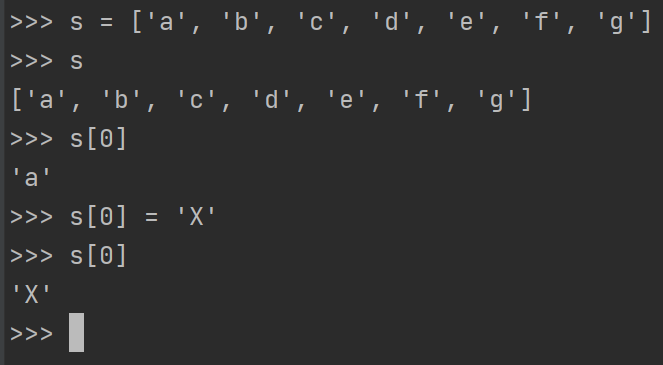 >>> s = ['a', 'b', 'c', 'd', 'e', 'f', 'g']
>>> s
['a', 'b', 'c', 'd', 'e', 'f', 'g']
>>> s[0]
'a'
>>> s[0] = 'X'
>>> s[0]
'X'
>>>